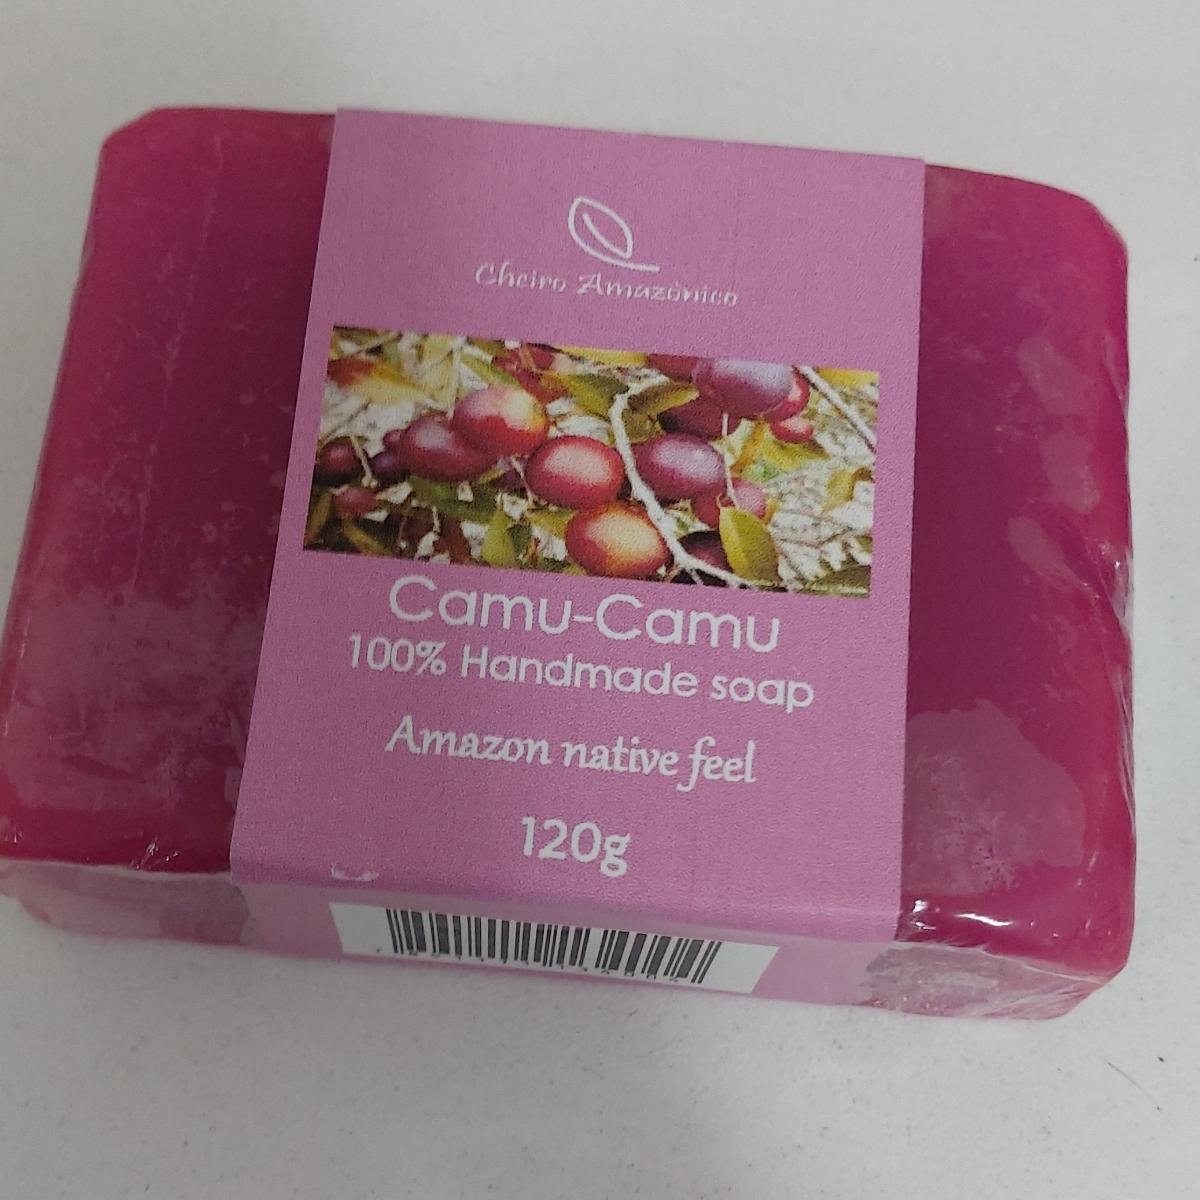 Cheiro Amazônico
Camu-Camu
100% Handmade soap
Amazon native feel
120g